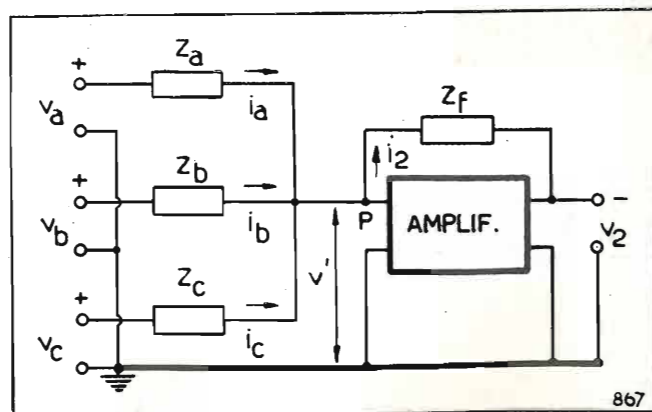 +
Za
va
ia
Zf
i2
+
Zb
vb
ib
P
AMPLIF.
-
v2
+
Zc
v'
vc
ic
867